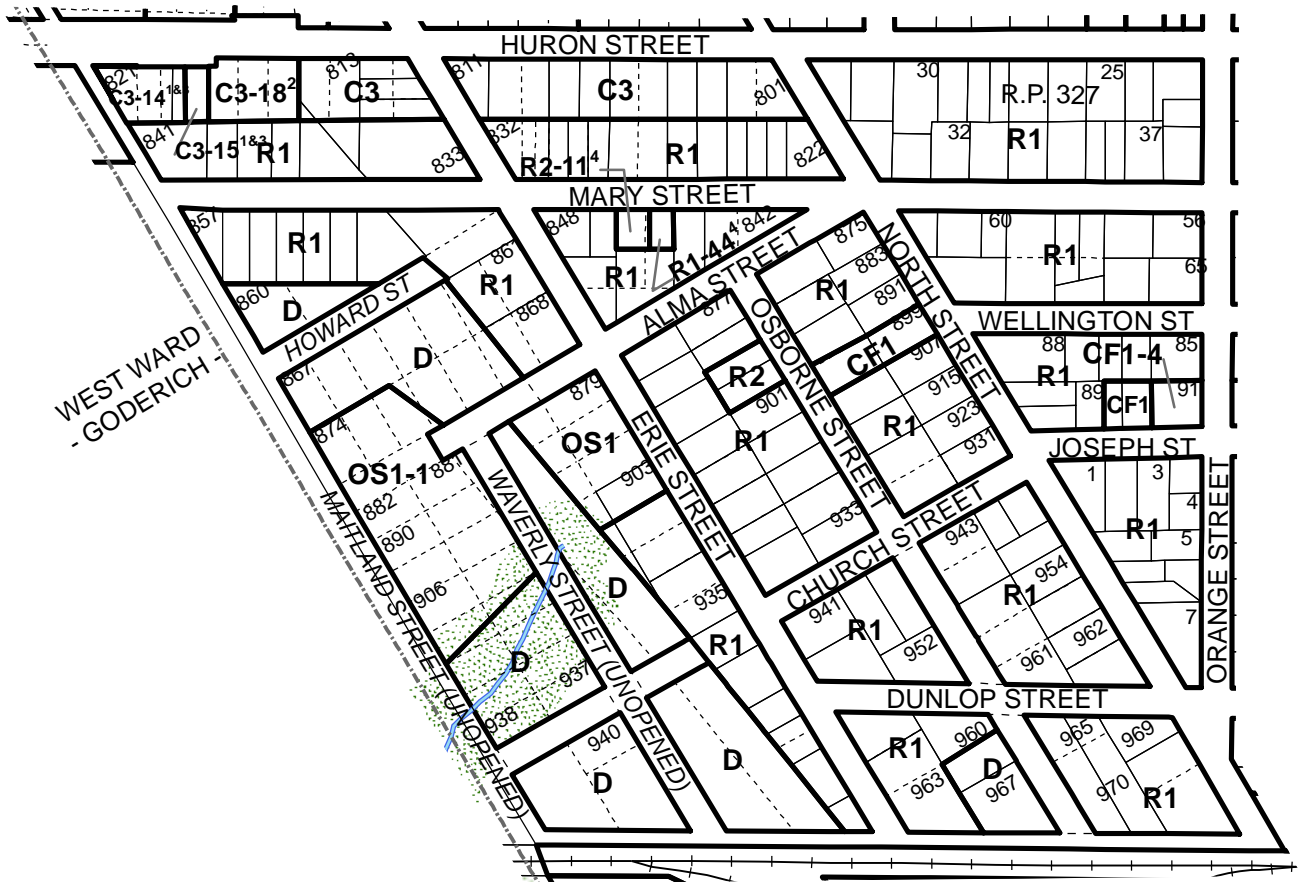 HURON STREET
821
C3-14 1&3
C3-18²
813
C3
811
C3
801
30
25
R.P. 327
841
C3-15 1&3
R1
833
832
R2-11⁴
R1
822
32
R1
37
MARY STREET
857
R1
867
848
R1
R1-44⁴
842
875
60
56
R1
65
860
D
HOWARD ST
R1
868
ALMA STREET
883
R1
891
NORTH STREET
WELLINGTON ST
877
OSBORNE STREET
899
CF1
907
88
CF1-4
85
R1
WEST WARD
- GODERICH -
867
D
R2
901
915
89
CF1
91
879
OS1
903
ERIE STREET
R1
R1
923
931
874
OS1-1
881
882
890
906
WAVERLY STREET (UNOPENED)
MAITLAND STREET (UNOPENED)
JOSEPH ST
1
3
4
R1
5
7
ORANGE STREET
933
CHURCH STREET
943
954
R1
962
961
D
935
R1
941
R1
952
D
937
938
DUNLOP STREET
940
D
D
R1
960
963
D
967
965
969
970
R1